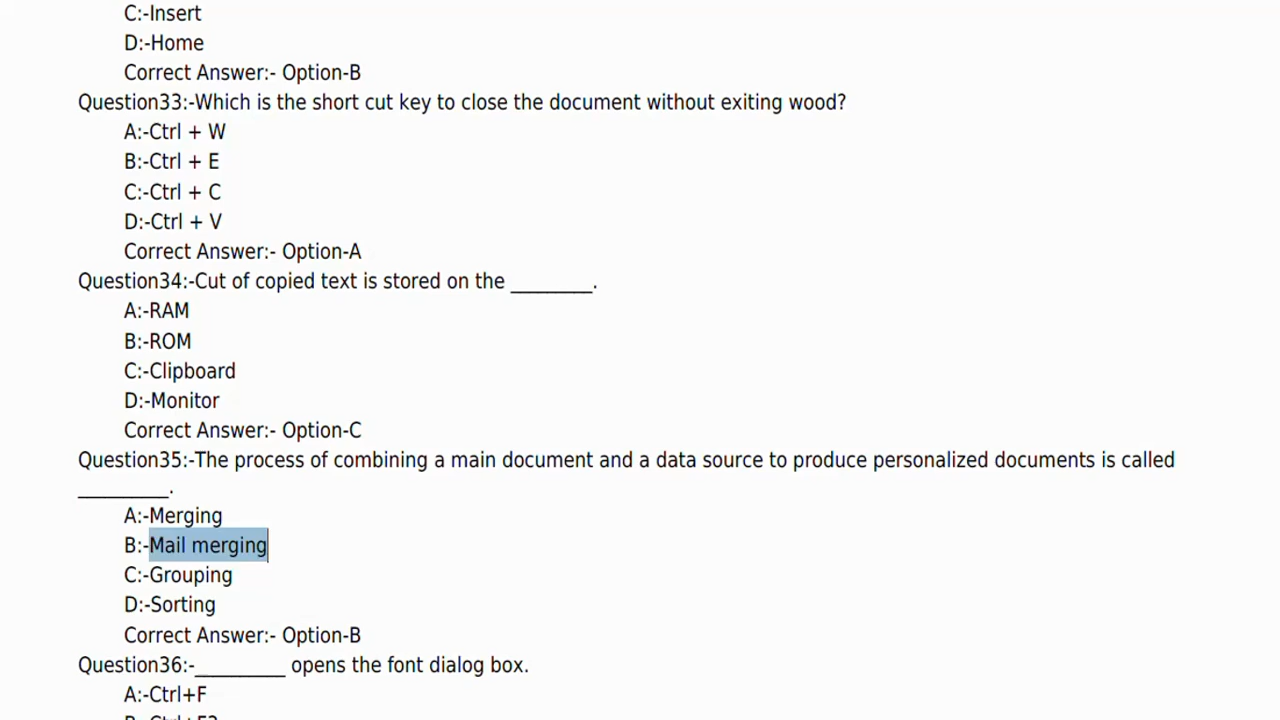 C:-Insert
D:-Home
Correct Answer:- Option-B
Question33:-Which is the short cut key to close the document without exiting wood?
A:-Ctrl + W
B:-Ctrl + E
C:-Ctrl + C
D:-Ctrl + V
Correct Answer:- Option-A
Question34:-Cut of copied text is stored on the _________.
A:-RAM
B:-ROM
C:-Clipboard
D:-Monitor
Correct Answer:- Option-C
Question35:-The process of combining a main document and a data source to produce personalized documents is called
__________.
A:-Merging
B:-Mail merging
C:-Grouping
D:-Sorting
Correct Answer:- Option-B
Question36:-__________ opens the font dialog box.
A:-Ctrl+F